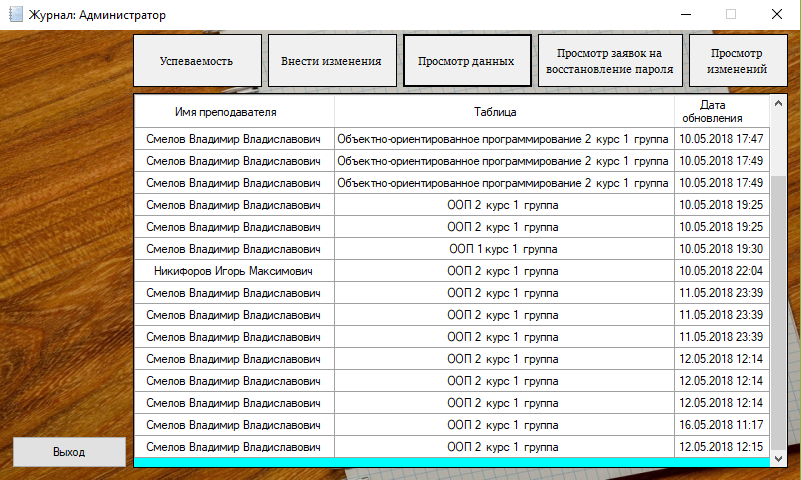 Журнал: Администратор
Успеваемость
Внести изменения
Просмотр данных
Просмотр заявок на
восстановление пароля
Просмотр
изменений
Имя преподавателя Таблица Дата
обновления
Смелов Владимир Владиславович Объектно-ориентированное программирование 2 курс 1 группа 10.05.2018 17:47
Смелов Владимир Владиславович Объектно-ориентированное программирование 2 курс 1 группа 10.05.2018 17:49
Смелов Владимир Владиславович Объектно-ориентированное программирование 2 курс 1 группа 10.05.2018 17:49
Смелов Владимир Владиславович ООП 2 курс 1 группа 10.05.2018 19:25
Смелов Владимир Владиславович ООП 2 курс 1 группа 10.05.2018 19:25
Смелов Владимир Владиславович ООП 1 курс 1 группа 10.05.2018 19:30
Никифоров Игорь Максимович ООП 2 курс 1 группа 10.05.2018 22:04
Смелов Владимир Владиславович ООП 2 курс 1 группа 11.05.2018 23:39
Смелов Владимир Владиславович ООП 2 курс 1 группа 11.05.2018 23:39
Смелов Владимир Владиславович ООП 2 курс 1 группа 11.05.2018 23:39
Смелов Владимир Владиславович ООП 2 курс 1 группа 12.05.2018 12:14
Смелов Владимир Владиславович ООП 2 курс 1 группа 12.05.2018 12:14
Смелов Владимир Владиславович ООП 2 курс 1 группа 12.05.2018 12:14
Смелов Владимир Владиславович ООП 2 курс 1 группа 16.05.2018 11:17
Смелов Владимир Владиславович ООП 2 курс 1 группа 12.05.2018 12:15
Выход